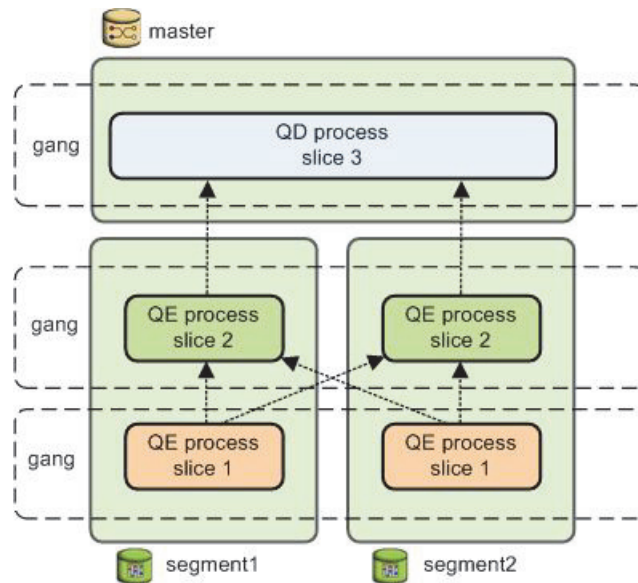 master
gang
QD process
slice 3
gang
QE process
slice 2
QE process
slice 2
gang
QE process
slice 1
QE process
slice 1
segment1
segment2